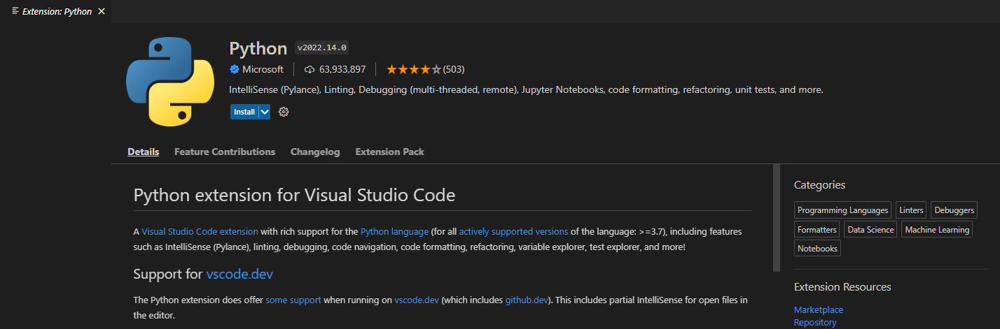 Extension: Python
Python v2022.14.0
Microsoft 63,933,897 (503)
IntelliSense (Pylance), Linting, Debugging (multi-threaded, remote), Jupyter Notebooks, code formatting, refactoring, unit tests, and more.
Install
Details Feature Contributions Changelog Extension Pack
Python extension for Visual Studio Code
A Visual Studio Code extension with rich support for the Python language (for all actively supported versions of the language: >=3.7), including features
such as IntelliSense (Pylance), linting, debugging, code navigation, code formatting, refactoring, variable explorer, test explorer, and more!
Support for vscode.dev
The Python extension does offer some support when running on vscode.dev (which includes github.dev). This includes partial IntelliSense for open files in
the editor.
Categories
Programming Languages Linters Debuggers
Formatters Data Science Machine Learning
Notebooks
Extension Resources
Marketplace
Repository